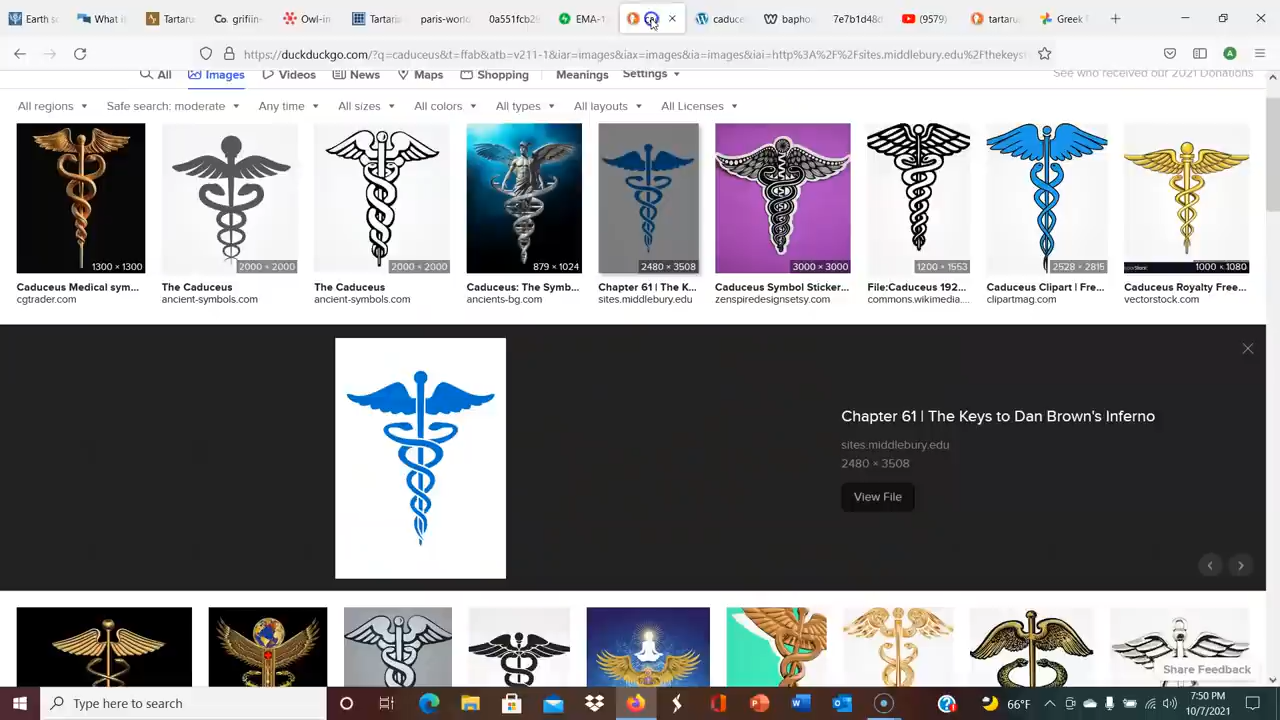 Earth s
What i
Tartaru
griifin-
Owl-in
Tartaria
paris-world
0a551fcb2
EMA-1
caduce
bapho
7e7b1d48d
(9579)
tartaru
Greek
https://duckduckgo.com/?q=caduceus&t=ffab&atb=v211-1&iar=images&iax=images&ia=images&iai=http%3A%2F%2Fsites.middlebury.edu%2Fthekeys
A
All
Images
Videos
News
Maps
Shopping
Meanings
Settings
See who received our 2021 Donations
All regions
Safe search: moderate
Any time
All sizes
All colors
All types
All layouts
All Licenses
1300 × 1300
2000 × 2000
2000 × 2000
879 × 1024
2480 × 3508
3000 × 3000
1200 × 1553
2528 × 2815
1000 × 1080
Caduceus Medical sym...
The Caduceus
The Caduceus
Caduceus: The Symb...
Chapter 61 | The K...
Caduceus Symbol Sticker...
File:Caduceus 192...
Caduceus Clipart | Fre...
Caduceus Royalty Free...
cgtrader.com
ancient-symbols.com
ancient-symbols.com
ancients-bg.com
sites.middlebury.edu
zenspiredesignsetsy.com
commons.wikimedia....
clipartmag.com
vectorstock.com
Chapter 61 | The Keys to Dan Brown's Inferno
sites.middlebury.edu
2480 × 3508
View File
Share Feedback
Type here to search
66°F
7:50 PM
10/7/2021